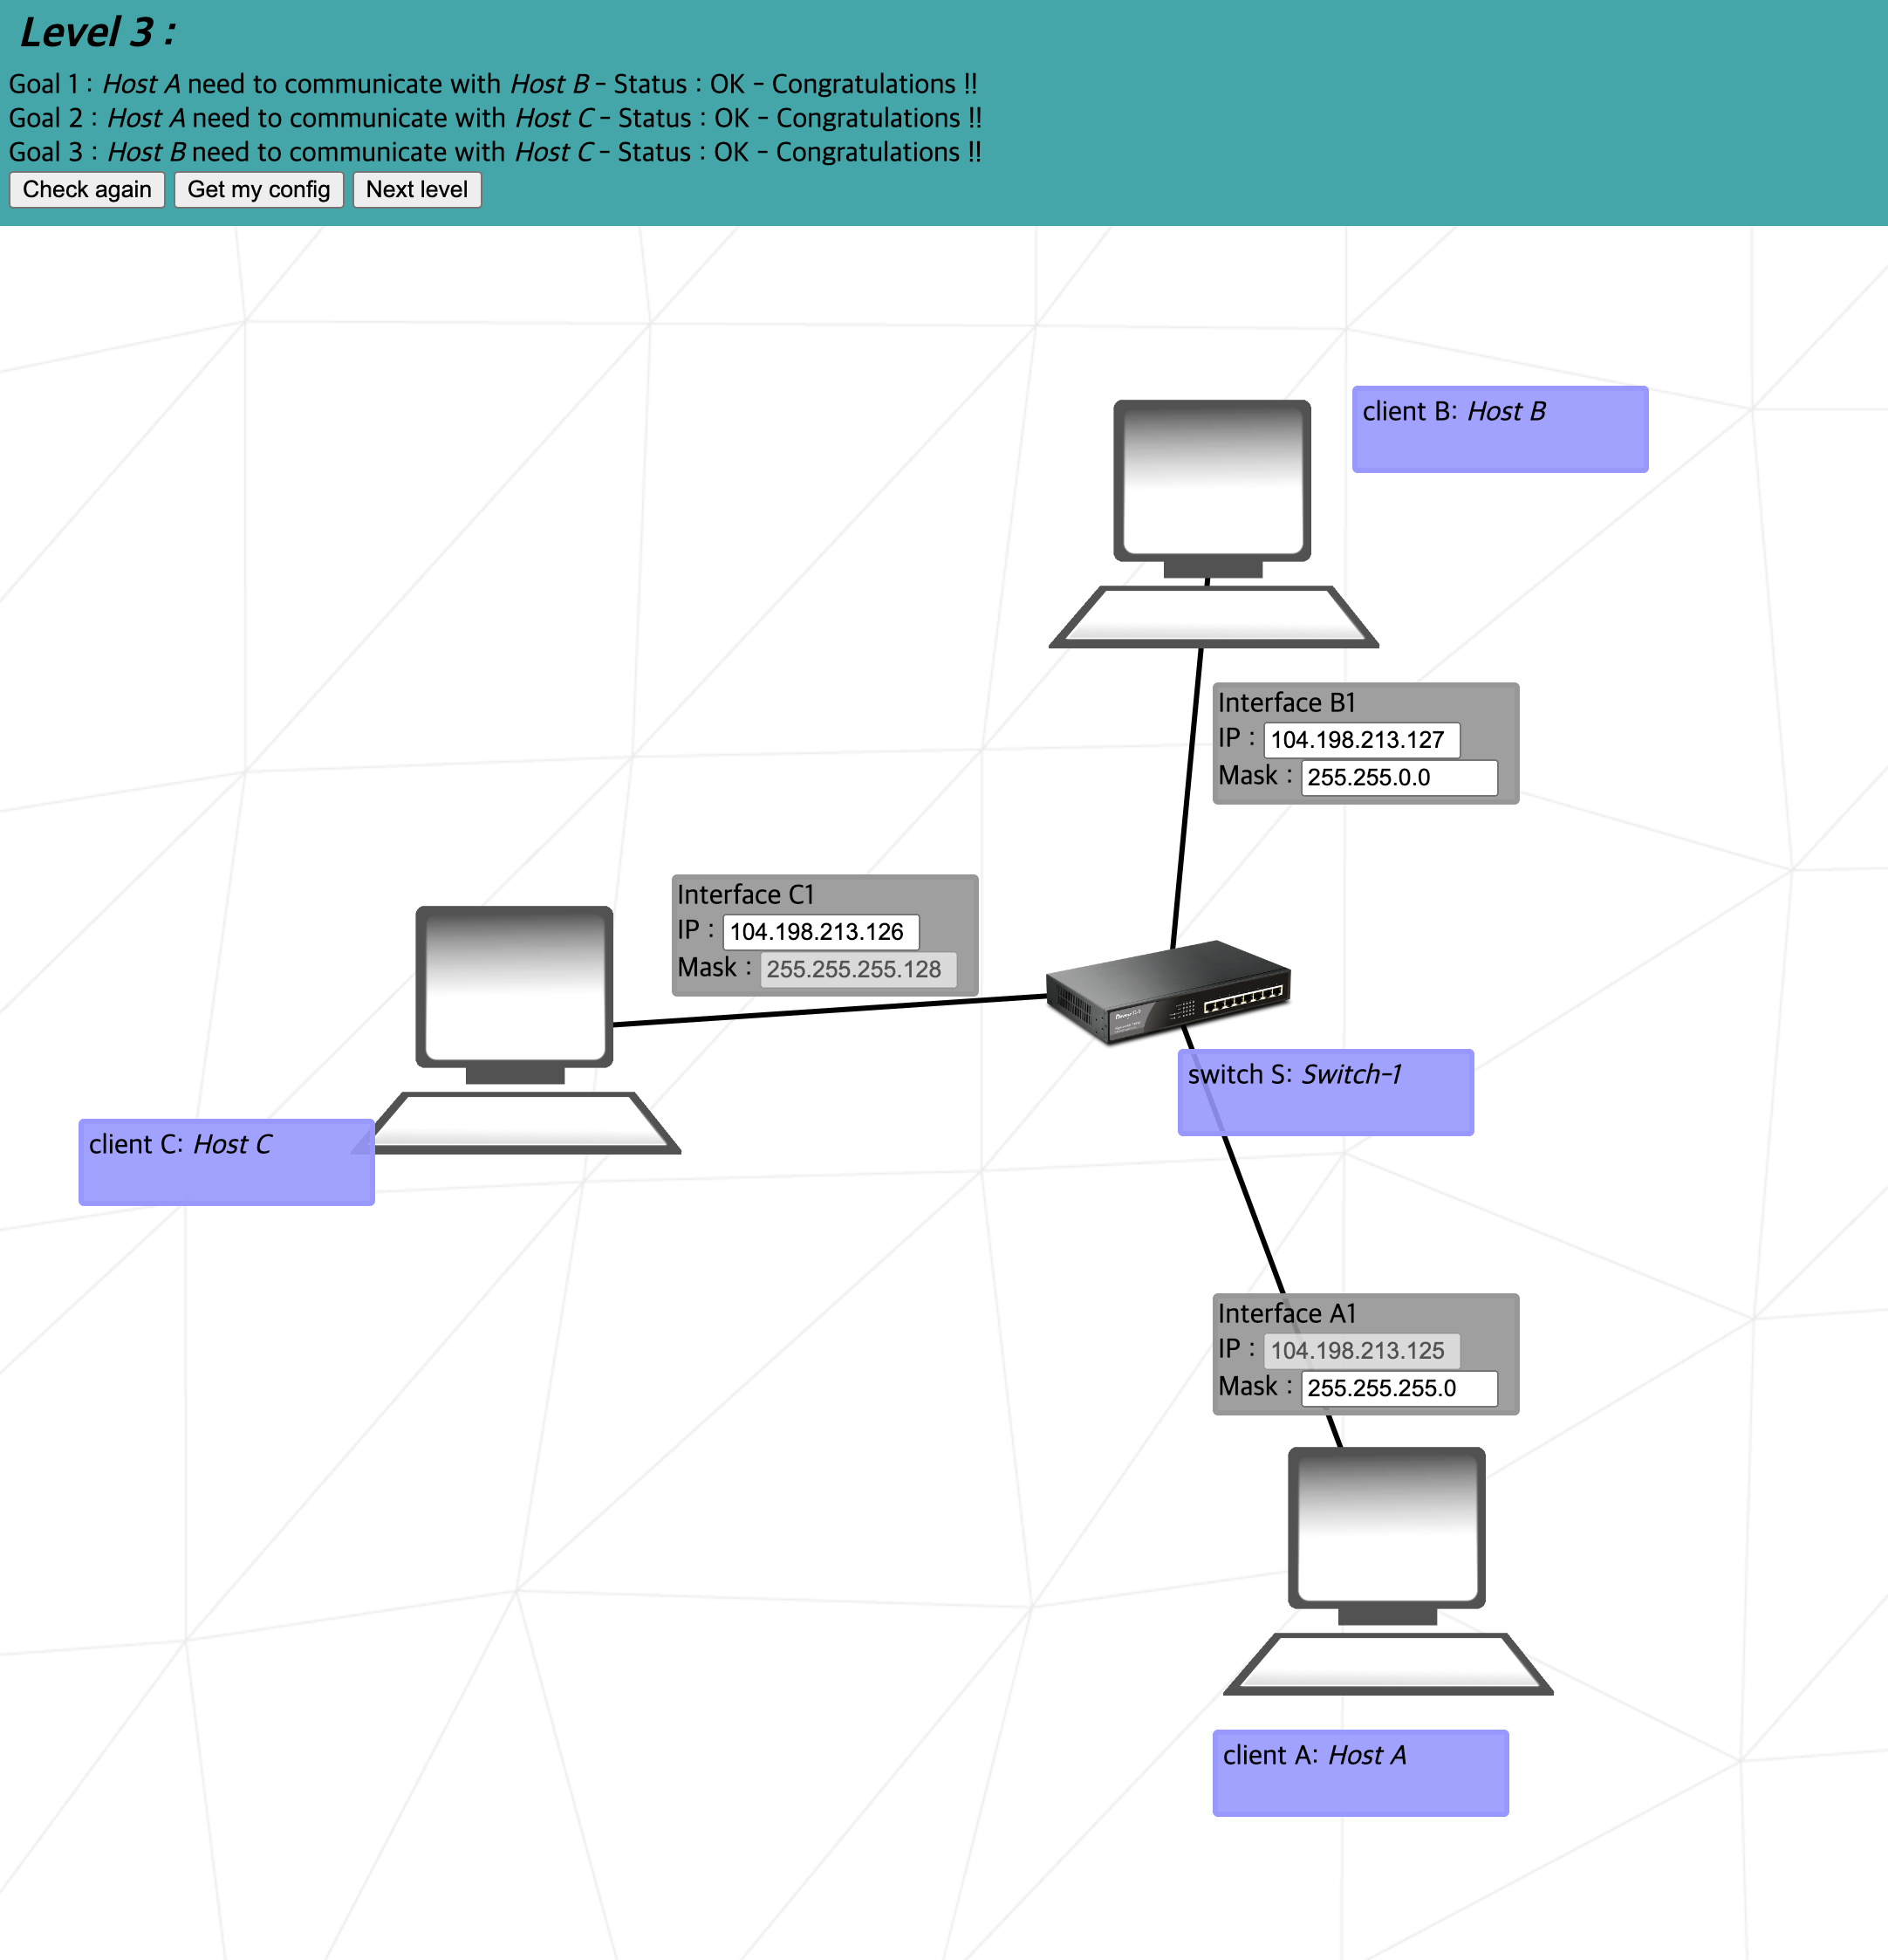 Level 3 :
Goal 1 : Host A need to communicate with Host B - Status : OK - Congratulations !!
Goal 2 : Host A need to communicate with Host C - Status : OK - Congratulations !!
Goal 3 : Host B need to communicate with Host C - Status : OK - Congratulations !!
Check again Get my config Next level
client B: Host B
Interface B1
IP : 104.198.213.127
Mask : 255.255.0.0
Interface C1
IP : 104.198.213.126
Mask : 255.255.255.128
switch S: Switch-1
client C: Host C
Interface A1
IP : 104.198.213.125
Mask : 255.255.255.0
client A: Host A